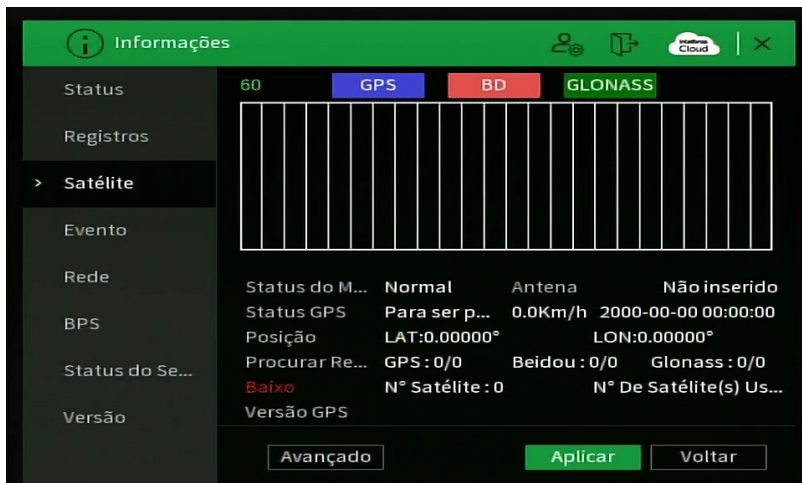 Informações
intelbras Cloud
Status
Registros
Satélite
Evento
Rede
BPS
Status do Se...
Versão
60 GPS BD GLONASS
Status do M... Normal Antena Não inserido
Status GPS Para ser p... 0.0Km/h 2000-00-00 00:00:00
Posição LAT:0.00000° LON:0.00000°
Procurar Re... GPS:0/0 Beidou:0/0 Glonass:0/0
Baixo N° Satélite:0 N° De Satélite(s) Us...
Versão GPS
Avançado Aplicar Voltar